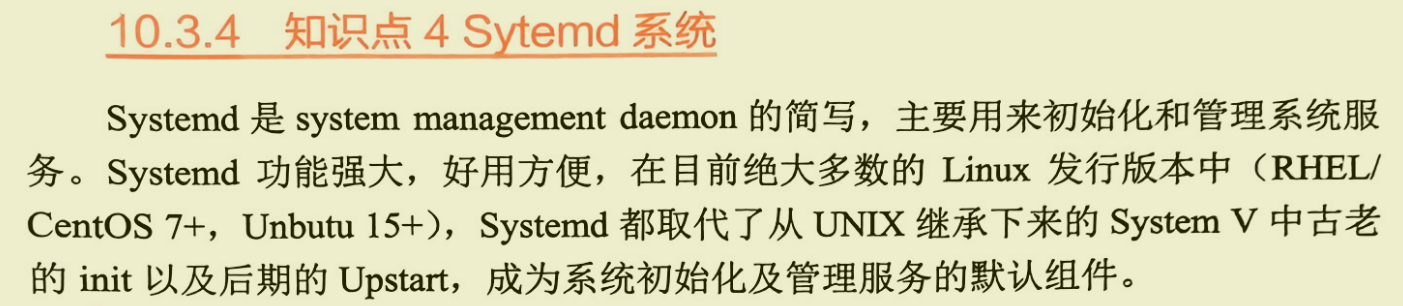 10.3.4 知识点 4 Sytemd 系统
Systemd 是 system management daemon 的简写，主要用来初始化和管理系统服
务。Systemd 功能强大，好用方便，在目前绝大多数的 Linux 发行版本中（RHEL/
CentOS 7+，Unbutu 15+），Systemd 都取代了从 UNIX 继承下来的 System V 中古老
的 init 以及后期的 Upstart，成为系统初始化及管理服务的默认组件。